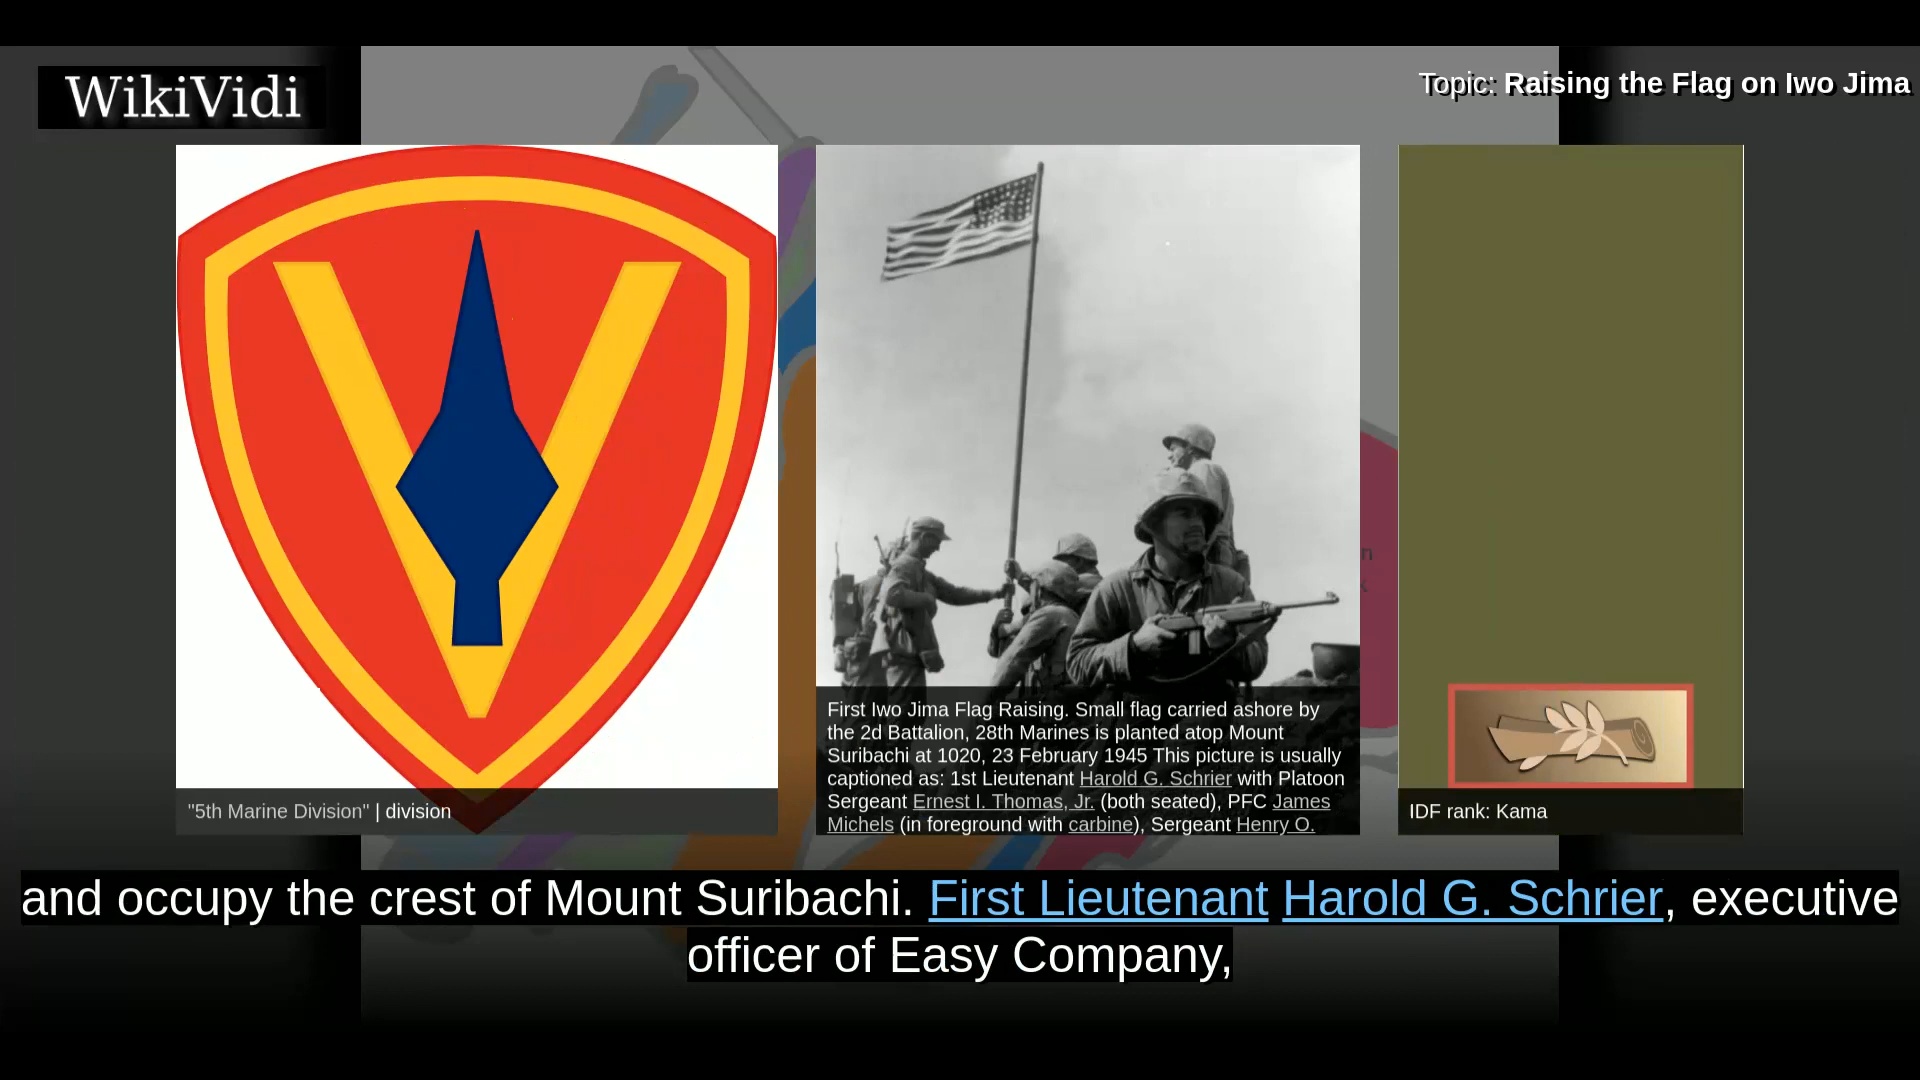 WikiVidi
Topic: Raising the Flag on Iwo Jima
"5th Marine Division" | division
First Iwo Jima Flag Raising. Small flag carried ashore by
the 2d Battalion, 28th Marines is planted atop Mount
Suribachi at 1020, 23 February 1945 This picture is usually
captioned as: 1st Lieutenant Harold G. Schrier with Platoon
Sergeant Ernest I. Thomas, Jr. (both seated), PFC James
Michels (in foreground with carbine), Sergeant Henry O.
IDF rank: Kama
and occupy the crest of Mount Suribachi. First Lieutenant Harold G. Schrier, executive
officer of Easy Company,